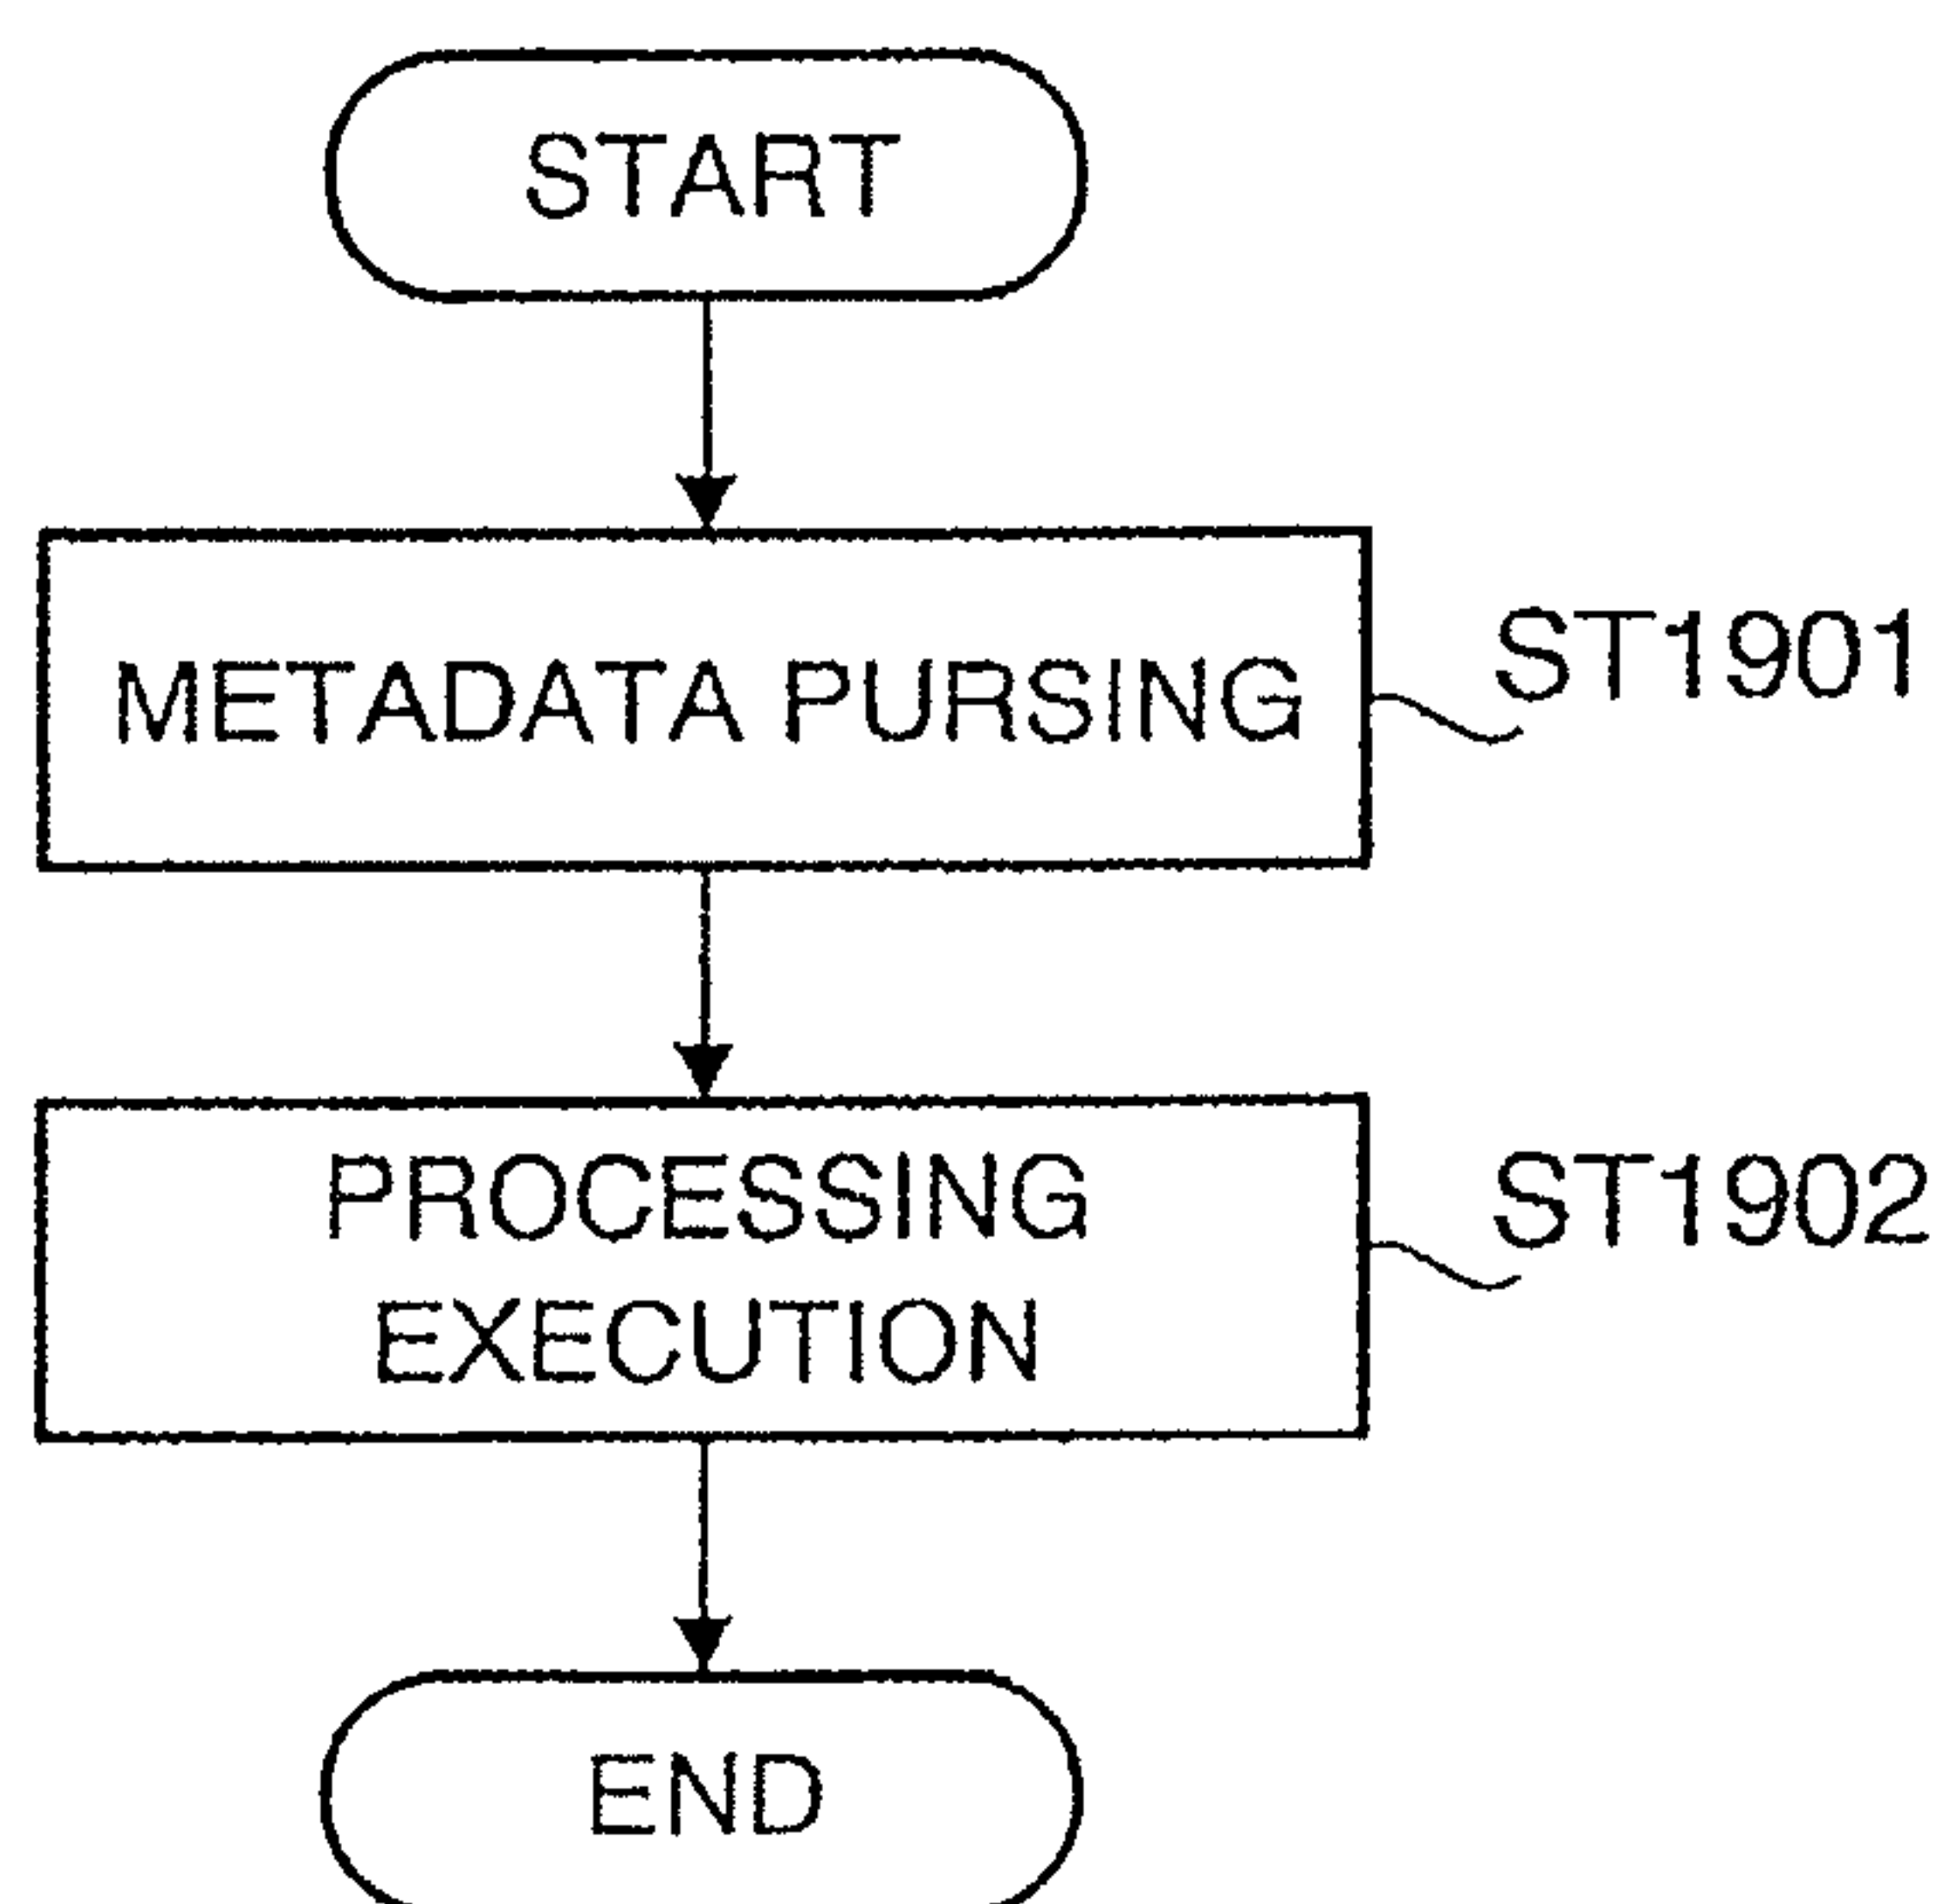 START
METADATA PURSING
ST1901
PROCESSING
EXECUTION
ST1902
END